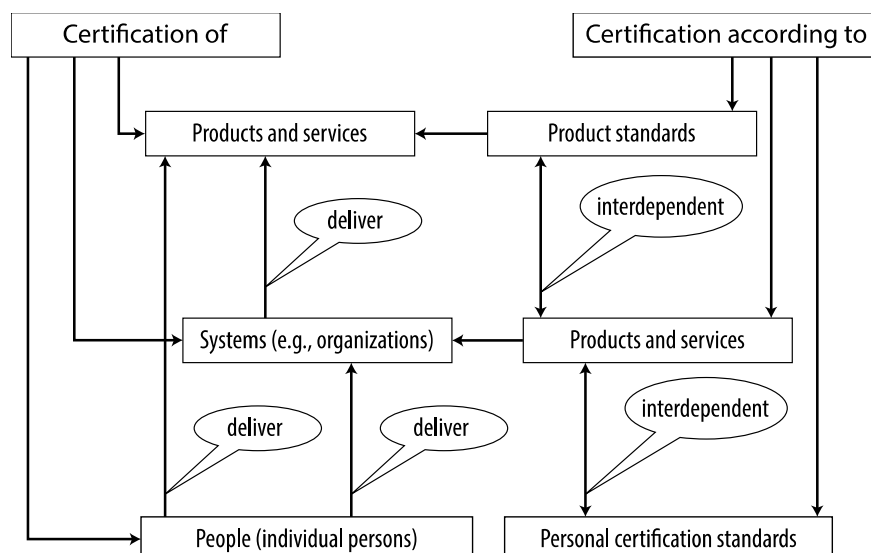 Certification of
Certification according to
Products and services
Product standards
deliver
interdependent
Systems (e.g., organizations)
Products and services
deliver
deliver
interdependent
People (individual persons)
Personal certification standards